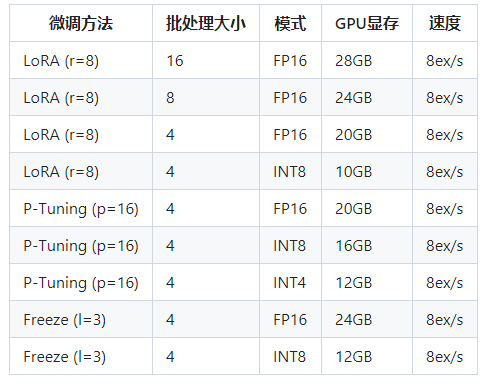 微调方法 批处理大小 模式 GPU显存 速度
LoRA (r=8) 16 FP16 28GB 8ex/s
LoRA (r=8) 8 FP16 24GB 8ex/s
LoRA (r=8) 4 FP16 20GB 8ex/s
LoRA (r=8) 4 INT8 10GB 8ex/s
P-Tuning (p=16) 4 FP16 20GB 8ex/s
P-Tuning (p=16) 4 INT8 16GB 8ex/s
P-Tuning (p=16) 4 INT4 12GB 8ex/s
Freeze (l=3) 4 FP16 24GB 8ex/s
Freeze (l=3) 4 INT8 12GB 8ex/s